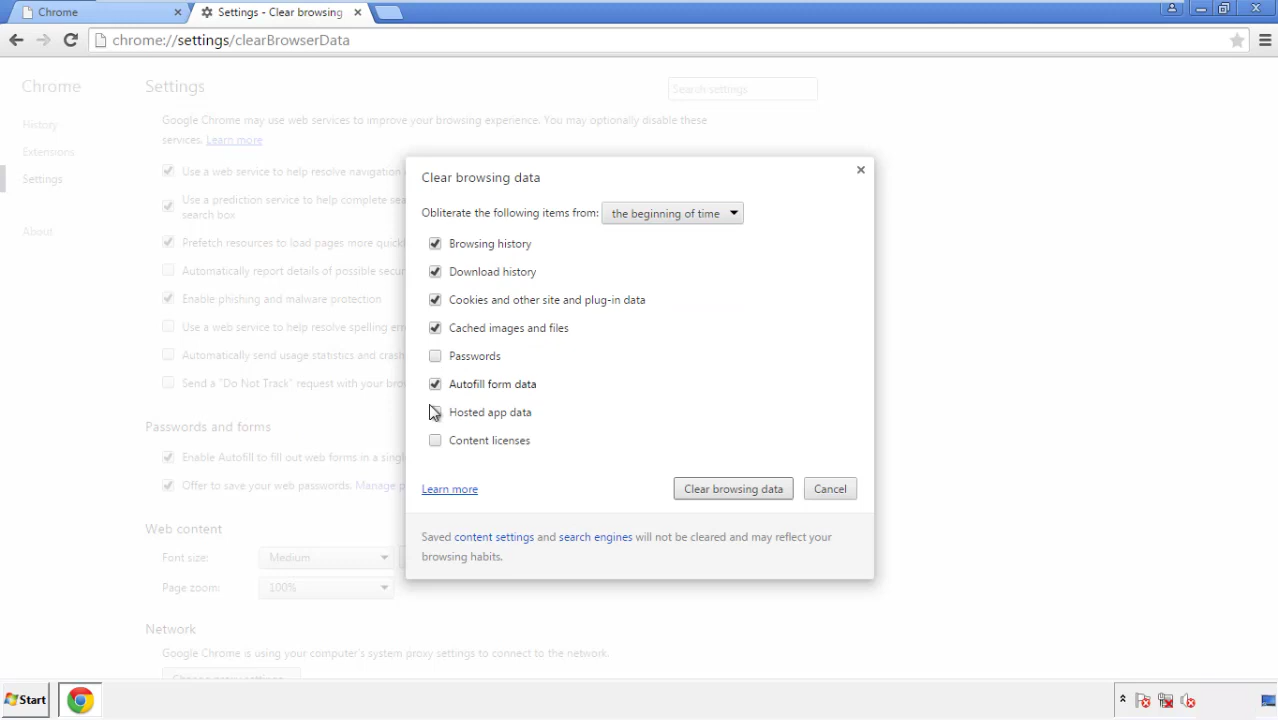 Chrome
Settings - Clear browsing
chrome://settings/clearBrowserData
Chrome
History
Extensions
Settings
About
Settings
Search settings
Google Chrome may use web services to improve your browsing experience. You may optionally disable these
services. Learn more
Use a web service to help resolve navigation
Use a prediction service to help complete
search box
Prefetch resources to load pages more
Automatically report details of possible
Enable phishing and malware protection
Use a web service to help resolve spelling
Automatically send usage statistics and
Send a "Do Not Track" request with your
Passwords and forms
Enable Autofill to fill out web forms in a
Offer to save your web passwords. Manage
Web content
Font size: Medium
Page zoom: 100%
Network
Google Chrome is using your computer's system proxy settings to connect to the network.
Clear browsing data
Obliterate the following items from: the beginning of time
Browsing history
Download history
Cookies and other site and plug-in data
Cached images and files
Passwords
Autofill form data
Hosted app data
Content licenses
Learn more
Clear browsing data
Cancel
Saved content settings and search engines will not be cleared and may reflect your
browsing habits.
Start